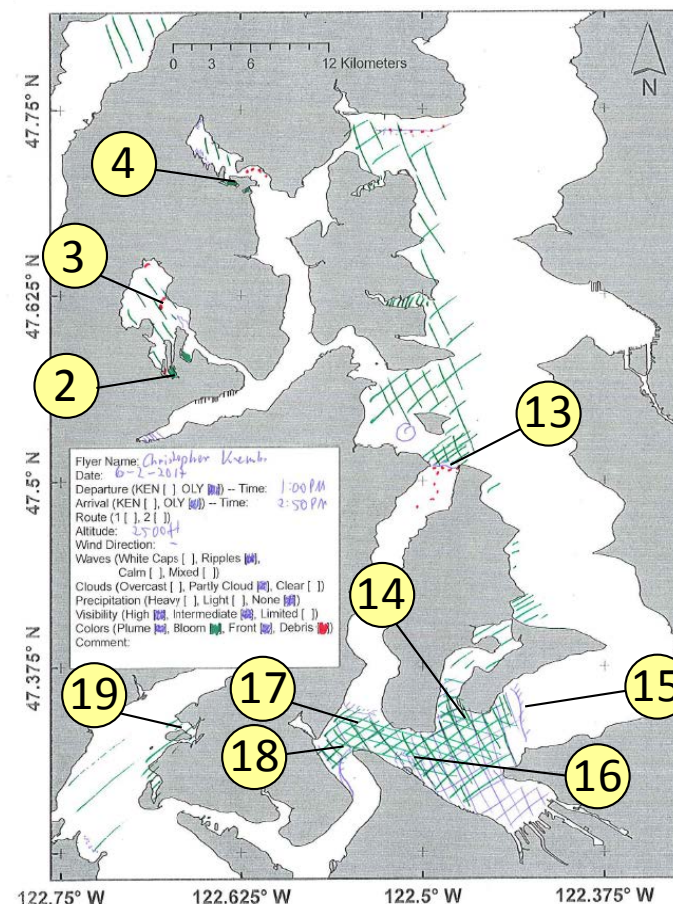 0 3 6 12 Kilometers
N
47.75° N
4
3
47.625° N
2
13
47.5° N
Flyer Name: Christopher Krembs
Date: 6-2-2017
Departure (KEN [ ] OLY [ ]) -- Time: 1:00 PM
Arrival (KEN [ ], OLY [ ]) -- Time: 2:50 PM
Route (1 [ ], 2 [ ])
Altitude: 2500 ft
Wind Direction: -
Waves (White Caps [ ], Ripples [ ],
Calm [ ], Mixed [ ])
Clouds (Overcast [ ], Partly Cloud [ ], Clear [ ])
Precipitation (Heavy [ ], Light [ ], None [ ])
Visibility (High [ ], Intermediate [ ], Limited [ ])
Colors (Plume [ ], Bloom [ ], Front [ ], Debris [ ])
Comment:
14
47.375° N
19
17
15
18
16
122.75° W 122.625° W 122.5° W 122.375° W